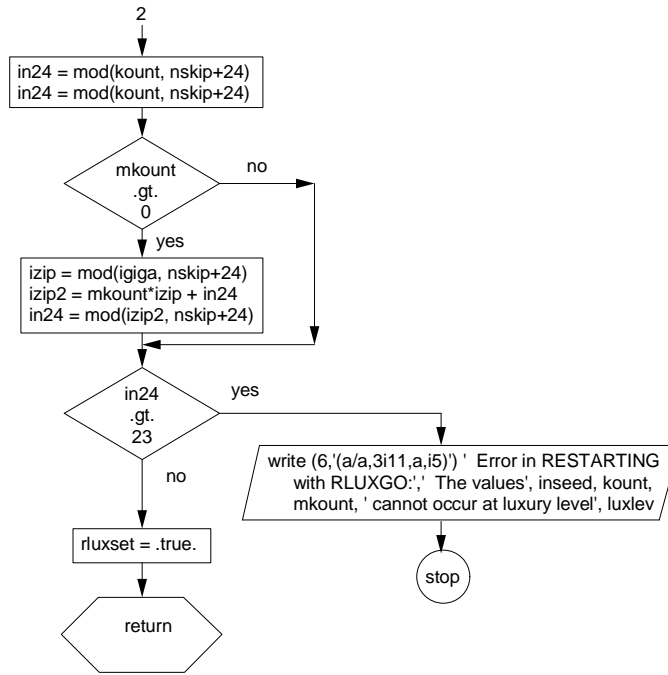 2
in24 = mod(kount, nskip+24)
in24 = mod(kount, nskip+24)
mkount
.gt.
0
no
yes
izip = mod(igiga, nskip+24)
izip2 = mkount*izip + in24
in24 = mod(izip2, nskip+24)
in24
.gt.
23
yes
no
write (6,'(a/a,3i11,a,i5)') '  Error in RESTARTING
with RLUXGO:','  The values', inseed, kount,
mkount, ' cannot occur at luxury level', luxlev
rluxset = .true.
stop
return